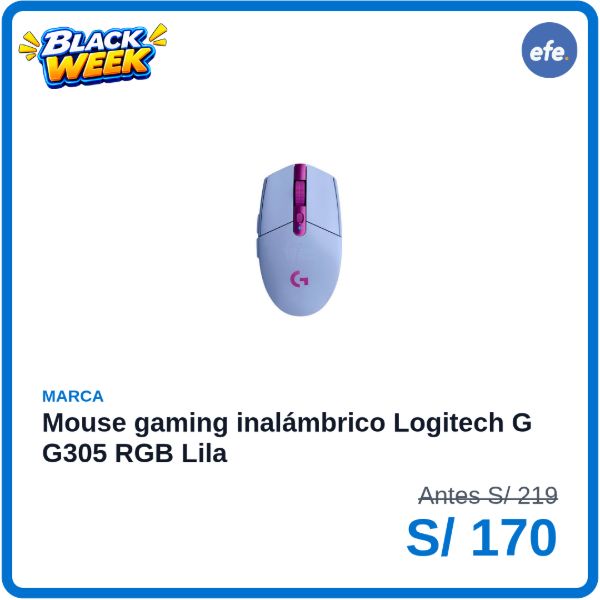 BLACK
WEEK
efe.
G
MARCA
Mouse gaming inalámbrico Logitech G
G305 RGB Lila
Antes S/ 219
S/ 170